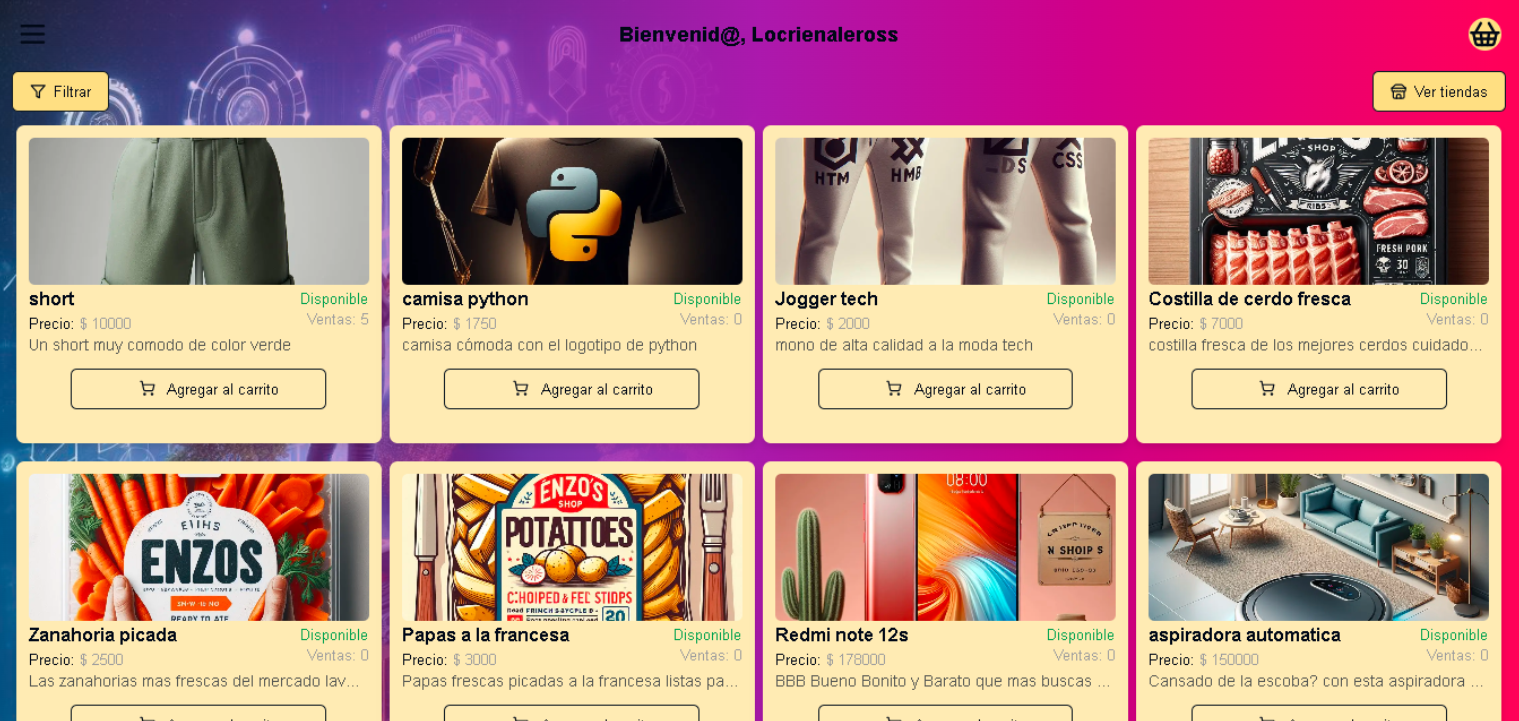 Bienvenid@, Locrienaleross
Filtrar
Ver tiendas
HTM
HMB
DS
CSS
SHOP
RIBS
FRESH PORK
30
short
Disponible
Precio: $ 10000
Ventas: 5
Un short muy comodo de color verde
Agregar al carrito
camisa python
Disponible
Precio: $ 1750
Ventas: 0
camisa cómoda con el logotipo de python
Agregar al carrito
Jogger tech
Disponible
Precio: $ 2000
Ventas: 0
mono de alta calidad a la moda tech
Agregar al carrito
Costilla de cerdo fresca
Disponible
Precio: $ 7000
Ventas: 0
costilla fresca de los mejores cerdos cuidado...
Agregar al carrito
EIIHS
ENZOS
READY TO ATE
ENZO'S
SHOP
POTATTOES
C:HOIPED & FEC STIDPS
20
08:00
N SHOIP S
Zanahoria picada
Disponible
Precio: $ 2500
Ventas: 0
Las zanahorias mas frescas del mercado lav...
Papas a la francesa
Disponible
Precio: $ 3000
Ventas: 0
Papas frescas picadas a la francesa listas pa...
Redmi note 12s
Disponible
Precio: $ 178000
Ventas: 0
BBB Bueno Bonito y Barato que mas buscas ...
aspiradora automatica
Disponible
Precio: $ 150000
Ventas: 0
Cansado de la escoba? con esta aspiradora ...